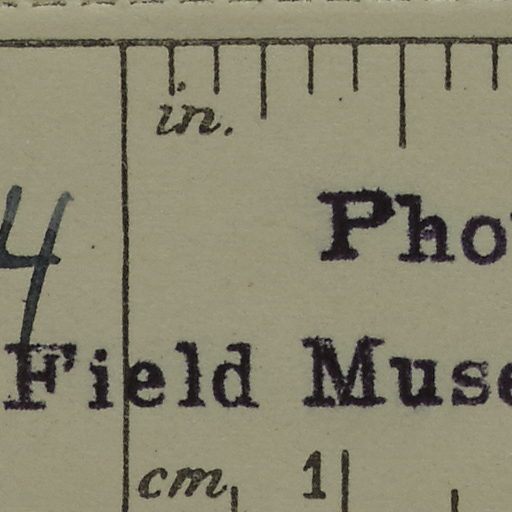 in.
4
Pho
Field Muse
cm. 1